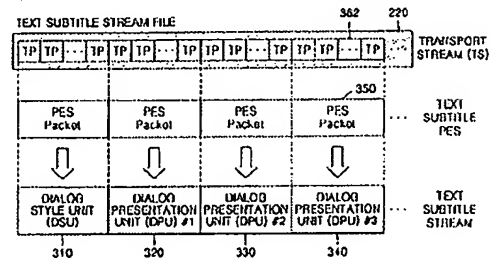 TEXT SUBTITLE STREAM FILE
362
220
TP TP ··· TP TP TP ··· TP TP TP ··· TP TP TP ··· TP
TRANSPORT
STREAM (TS)
350
PES
Packet
PES
Packet
PES
Packet
PES
Packet
··· TEXT
SUBTITLE
PES
DIALOG
STYLE UNIT
(DSU)
DIALOG
PRESENTATION
UNIT (DPU) #1
DIALOG
PRESENTATION
UNIT (DPU) #2
DIALOG
PRESENTATION
UNIT (DPU) #3
··· TEXT
SUBTITLE
STREAM
310
320
330
340